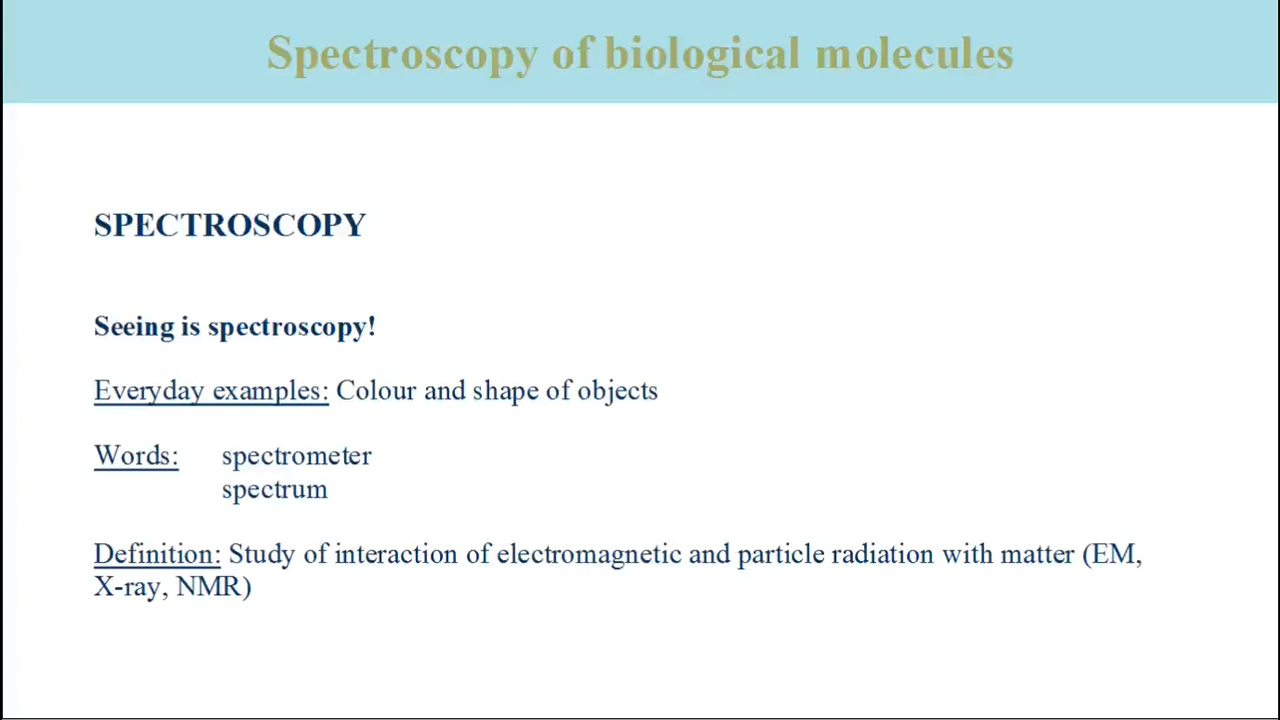 Spectroscopy of biological molecules
SPECTROSCOPY
Seeing is spectroscopy!
Everyday examples: Colour and shape of objects
Words: spectrometer
spectrum
Definition: Study of interaction of electromagnetic and particle radiation with matter (EM,
X-ray, NMR)